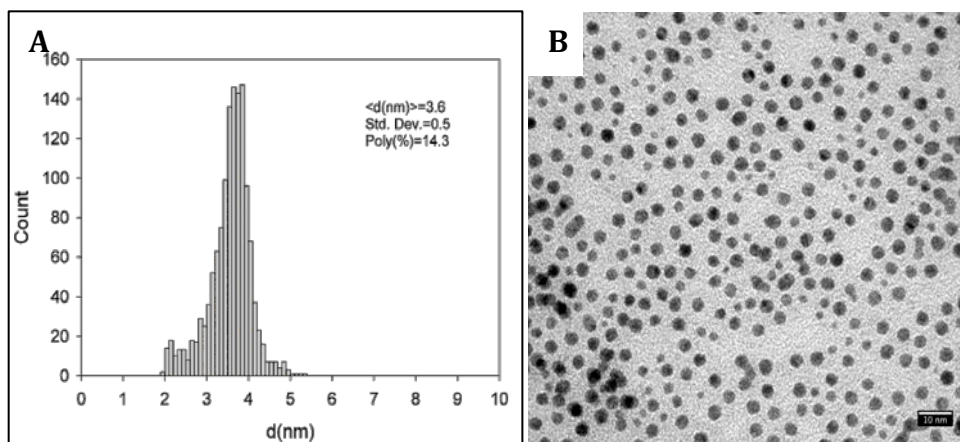 A
160
140
120
100
80
60
40
20
0
Count
<d(nm)>=3.6
Std. Dev.=0.5
Poly(%)=14.3
0 1 2 3 4 5 6 7 8 9 10
d(nm)
B
10 nm